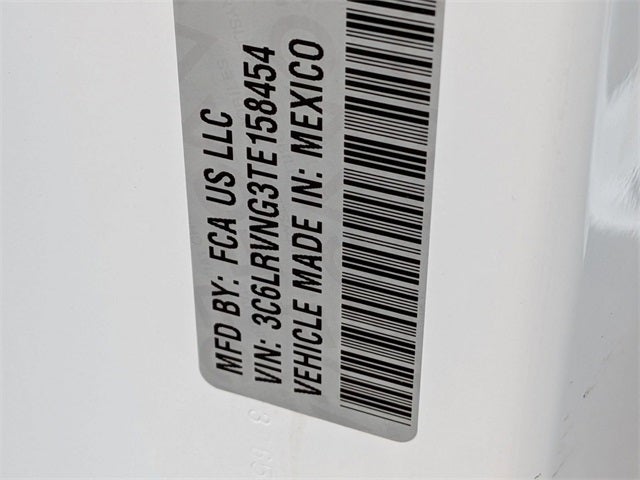 MFD BY: FCA US LLC
VIN: 3C6LRVNG3TE158454
VEHICLE MADE IN: MEXICO